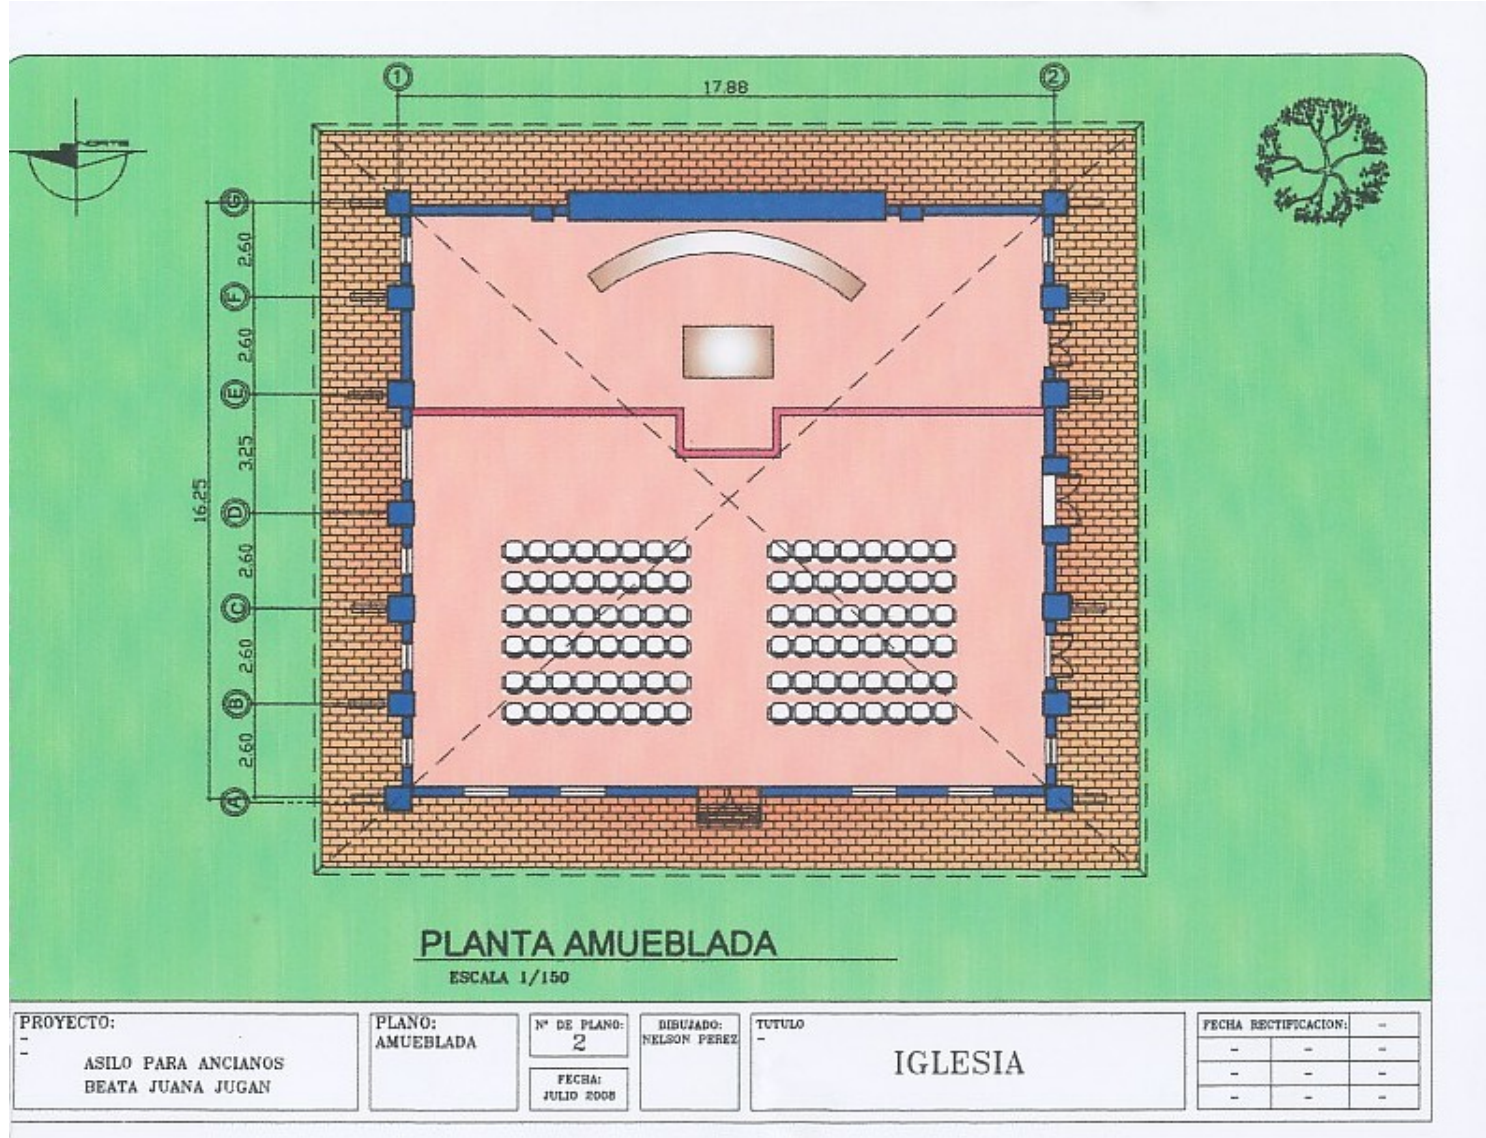 1
2
17.88
NORTE
G
2.60
F
2.60
E
3.25
16.25
D
2.60
C
2.60
B
2.60
A
PLANTA AMUEBLADA
ESCALA 1/150
PROYECTO:
-
-
ASILO PARA ANCIANOS
BEATA JUANA JUGAN
PLANO:
AMUEBLADA
Nº DE PLANO:
2
FECHA:
JULIO 2008
DIBUJADO:
NELSON PEREZ
TUTULO
-
IGLESIA
FECHA RECTIFICACION: -
- - -
- - -
- - -